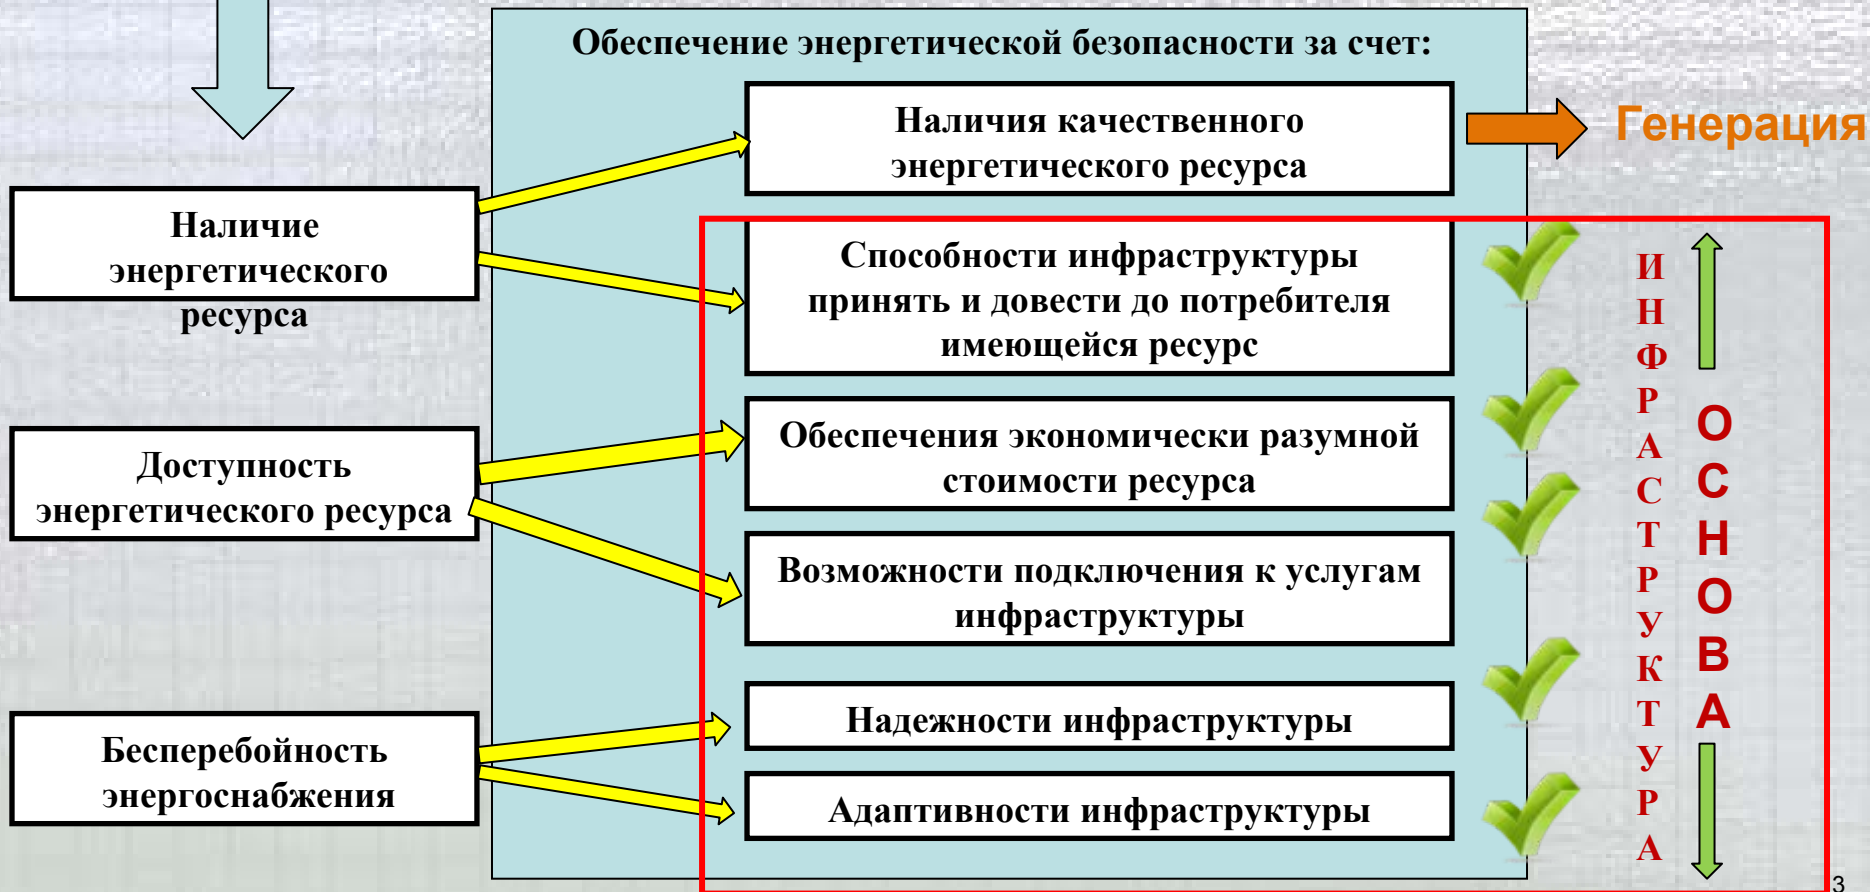 Обеспечение энергетической безопасности за счет:
Наличия качественного
энергетического ресурса
Генерация
Наличие
энергетического
ресурса
Способности инфраструктуры
принять и довести до потребителя
имеющейся ресурс
Доступность
энергетического ресурса
Обеспечения экономически разумной
стоимости ресурса
Возможности подключения к услугам
инфраструктуры
Бесперебойность
энергоснабжения
Надежности инфраструктуры
Адаптивности инфраструктуры
ИНФРАСТРУКТУРА
ОСНОВА
3